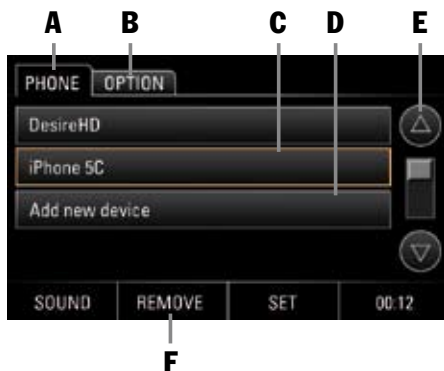 A B C D E
PHONE OPTION
DesireHD
iPhone 5C
Add new device
SOUND REMOVE SET 00:12
F